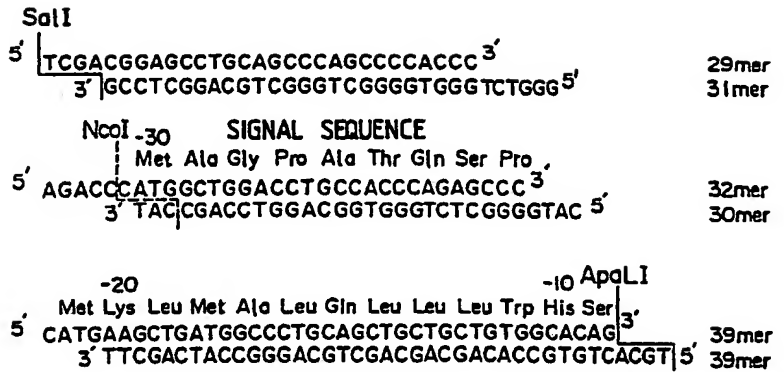 SalI
5' TCGACGGAGCCTGCAGCCCAGCCCCACCC 3' 29mer
3' GCCTCGGACGTCGGGTCGGGGTGGGTCTGGG 5' 31mer
NcoI -30 SIGNAL SEQUENCE
Met Ala Gly Pro Ala Thr Gln Ser Pro
5' AGACCCATGGCTGGACCTGCCACCCAGAGCCC 3' 32mer
3' TACCGACCTGGACGGTGGGTCTCGGGGTAC 5' 30mer
-20 -10 ApaLI
Met Lys Leu Met Ala Leu Gln Leu Leu Leu Trp His Ser
5' CATGAAGCTGATGGCCCTGCAGCTGCTGCTGTGGCACAG 3' 39mer
3' TTCGACTACCGGGACGTCGACGACGACACCGTGTCACGT 5' 39mer